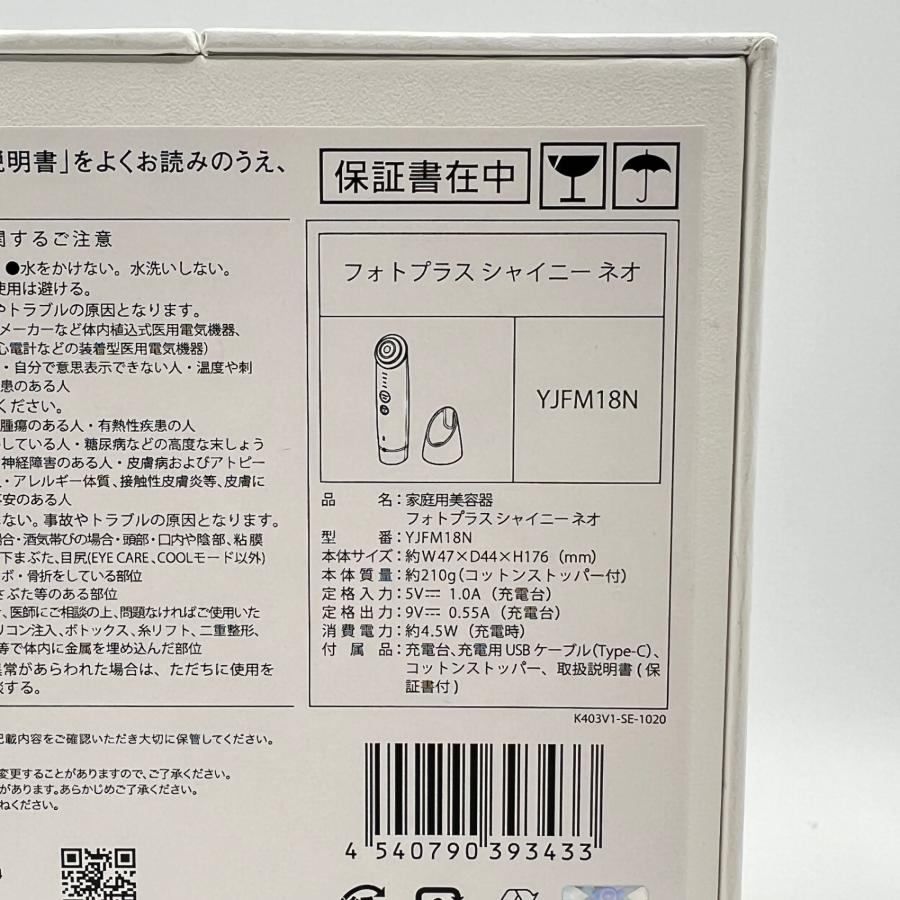 説明書」をよくお読みのうえ、
関するご注意
●水をかけない。水洗いしない。
使用は避ける。
やトラブルの原因となります。
メーカーなど体内植込式医用電気機器、
心電計などの装着型医用電気機器)
・自分で意思表示できない人・温度や刺
患のある人
ください。
腫瘍のある人・有熱性疾患の人
している人・糖尿病などの高度な末しょう
神経障害のある人・皮膚病およびアトピー
・アレルギー体質、接触性皮膚炎等、皮膚に
不安のある人
ない。事故やトラブルの原因となります。
場合・酒気帯びの場合・頭部・口内や陰部、粘膜
下まぶた、目尻(EYE CARE、COOLモード以外)
ボ・骨折をしている部位
さぶた等のある部位
、医師にご相談の上、問題なければご使用いた
リコン注入、ボトックス、糸リフト、二重整形、
等で体内に金属を埋め込んだ部位
異常があらわれた場合は、ただちに使用を
談する。
記載内容をご確認いただき大切に保管してください。
変更することがありますので、ご了承ください。
があります。あらかじめご了承ください。
ねください。
保証書在中
フォトプラス シャイニー ネオ
YJFM18N
品名:家庭用美容器
フォトプラス シャイニー ネオ
型番:YJFM18N
本体サイズ:約W47×D44×H176 (mm)
本体質量:約210g(コットンストッパー付)
定格入力:5V⎓ 1.0A (充電台)
定格出力:9V⎓ 0.55A (充電台)
消費電力:約4.5W (充電時)
付属品:充電台、充電用USBケーブル(Type-C)、
コットンストッパー、取扱説明書(保
証書付)
K403V1-SE-1020
4 540790 393433